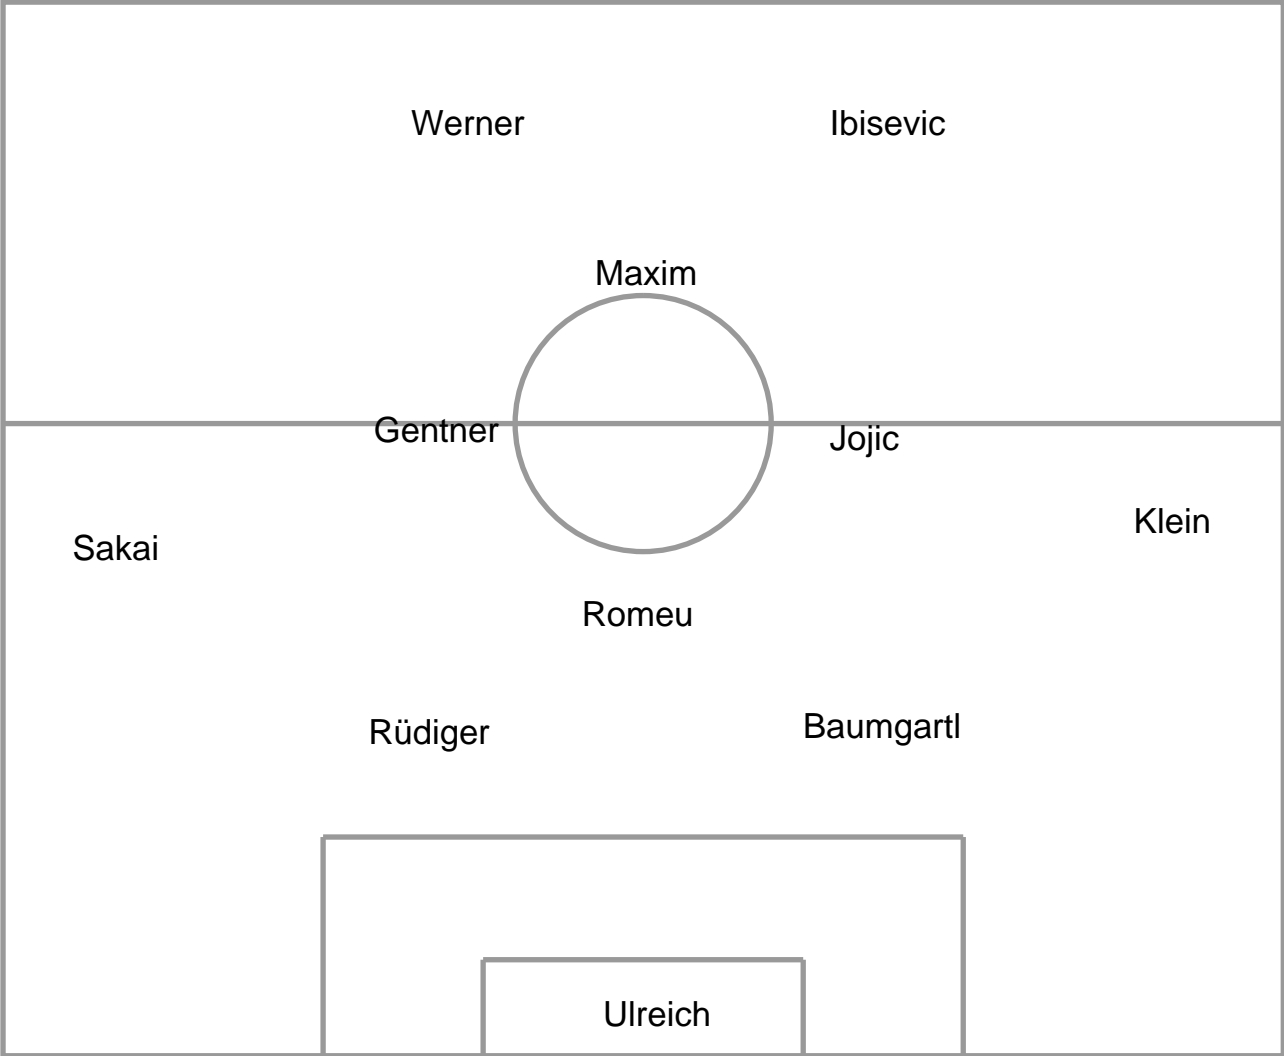 Werner
Ibisevic
Maxim
Gentner
Jojic
Klein
Sakai
Romeu
Rüdiger
Baumgartl
Ulreich